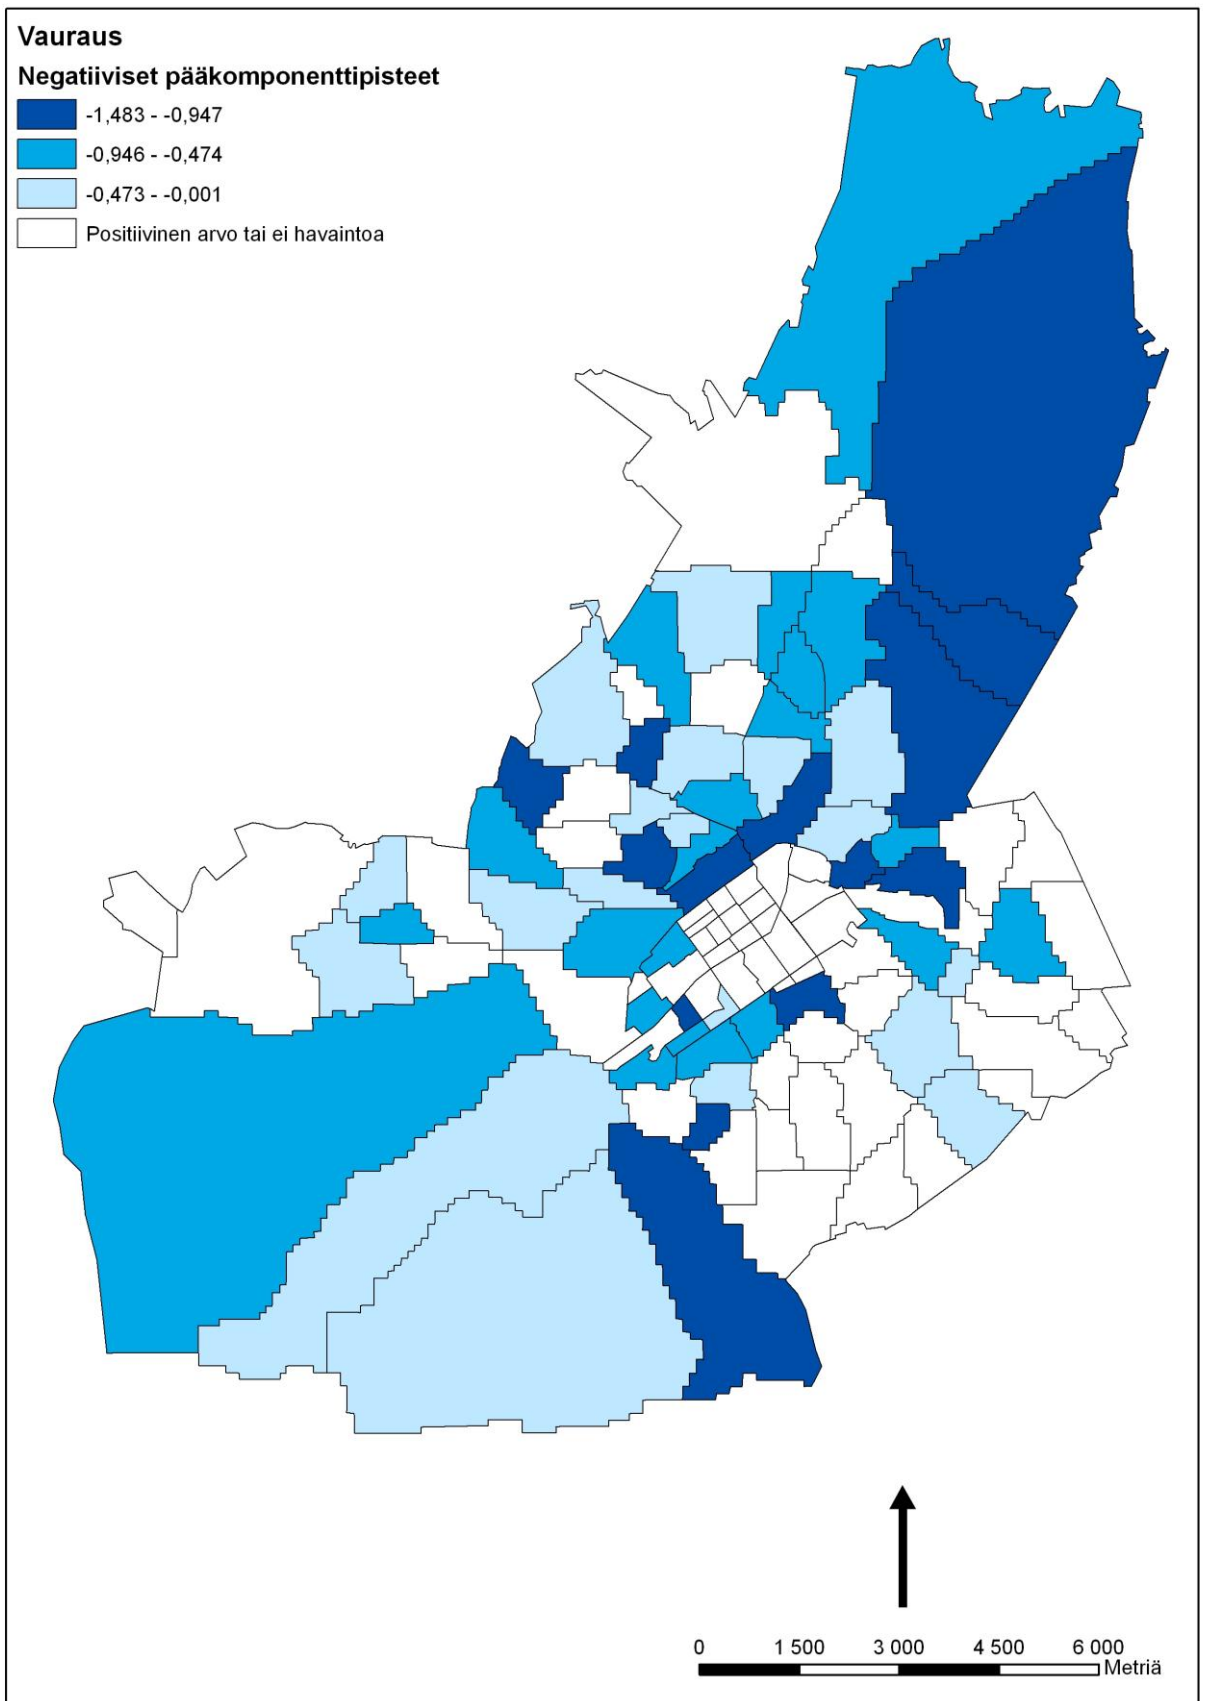 Vauraus
Negatiiviset pääkomponenttipisteet
-1,483 - -0,947
-0,946 - -0,474
-0,473 - -0,001
Positiivinen arvo tai ei havaintoa
0 1 500 3 000 4 500 6 000
Metriä